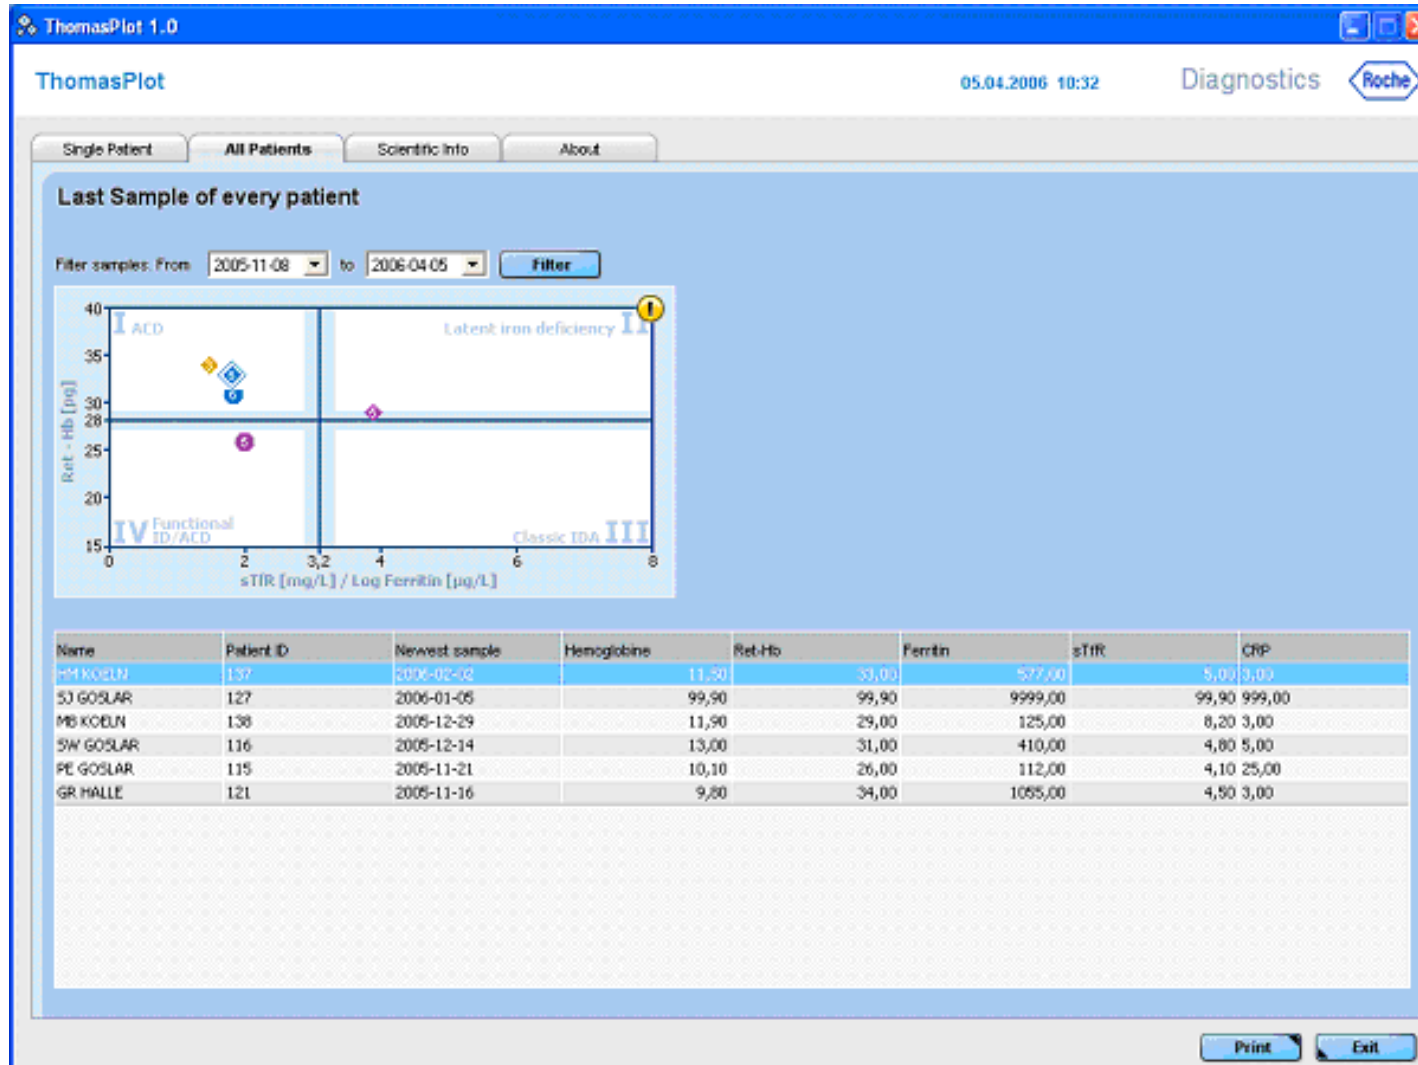 ThomasPlot 1.0
ThomasPlot 05.04.2006 10:32 Diagnostics Roche
Single Patient All Patients Scientific Info About
Last Sample of every patient
Filter samples. From 2005-11-08 to 2006-04-05 Filter
40
I ACD Latent iron deficiency II
35
Ret - Hb [pg]
30
28
25
20
IV Functional ID/ACD Classic IDA III
15
0 2 3,2 4 6 8
sTfR [mg/L] / Log Ferritin [µg/L]
Name Patient ID Newest sample Hemoglobine Ret-Hb Ferritin sTfR CRP
HM KOELN 137 2006-02-02 11,50 33,00 577,00 5,00 3,00
SJ GOSLAR 127 2006-01-05 99,90 99,90 9999,00 99,90 999,00
MB KOELN 138 2005-12-29 11,90 29,00 125,00 8,20 3,00
SW GOSLAR 116 2005-12-14 13,00 31,00 410,00 4,80 5,00
PE GOSLAR 115 2005-11-21 10,10 26,00 112,00 4,10 25,00
GR HALLE 121 2005-11-16 9,80 34,00 1055,00 4,50 3,00
Print Exit